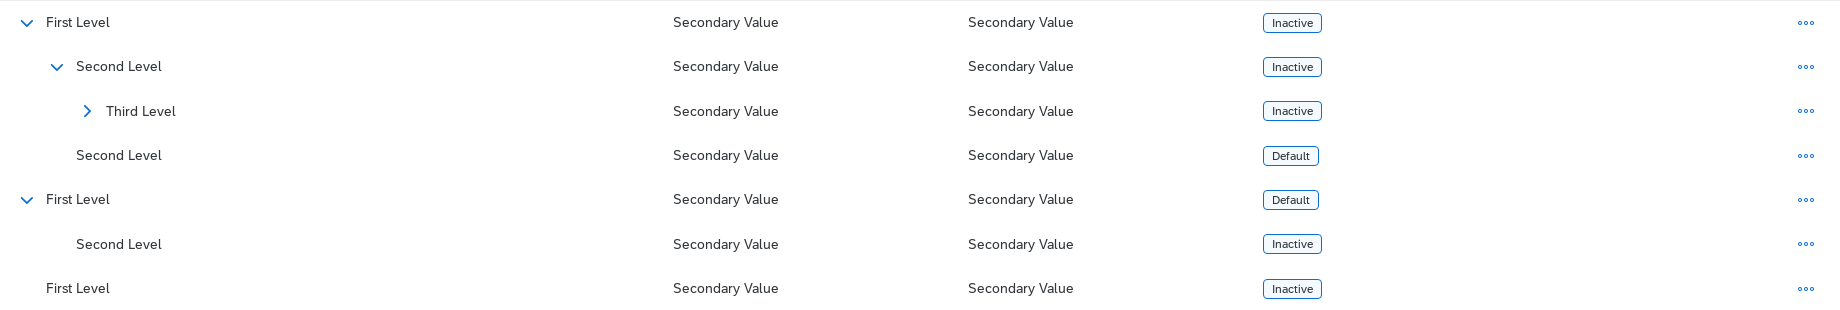 First Level Secondary Value Secondary Value Inactive
Second Level Secondary Value Secondary Value Inactive
Third Level Secondary Value Secondary Value Inactive
Second Level Secondary Value Secondary Value Default
First Level Secondary Value Secondary Value Default
Second Level Secondary Value Secondary Value Inactive
First Level Secondary Value Secondary Value Inactive